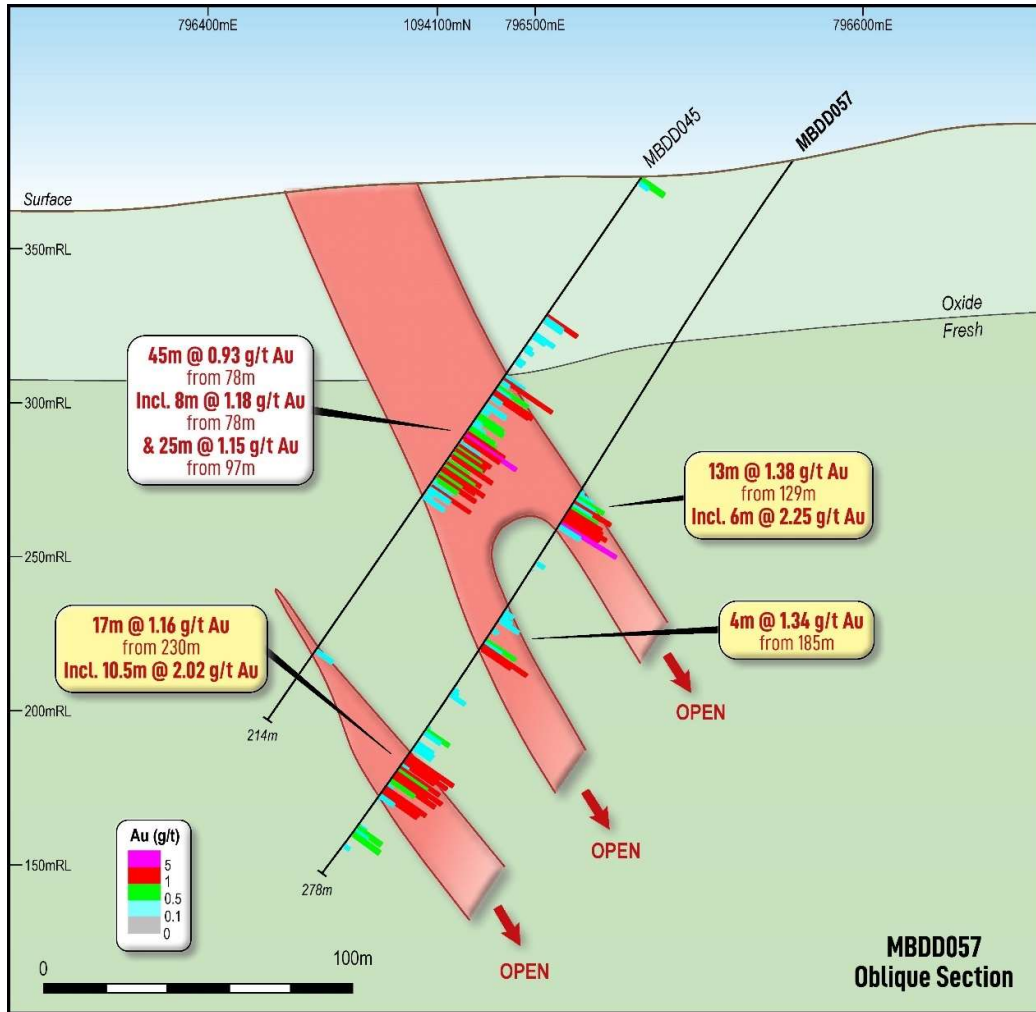 796400mE
1094100mN
796500mE
796600mE
MBDD045
MBDD057
Surface
350mRL
Oxide
Fresh
300mRL
45m @ 0.93 g/t Au
from 78m
Incl. 8m @ 1.18 g/t Au
from 78m
& 25m @ 1.15 g/t Au
from 97m
13m @ 1.38 g/t Au
from 129m
Incl. 6m @ 2.25 g/t Au
250mRL
17m @ 1.16 g/t Au
from 230m
Incl. 10.5m @ 2.02 g/t Au
4m @ 1.34 g/t Au
from 185m
200mRL
214m
OPEN
OPEN
OPEN
150mRL
278m
Au (g/t)
5
1
0.5
0.1
0
0
100m
MBDD057
Oblique Section